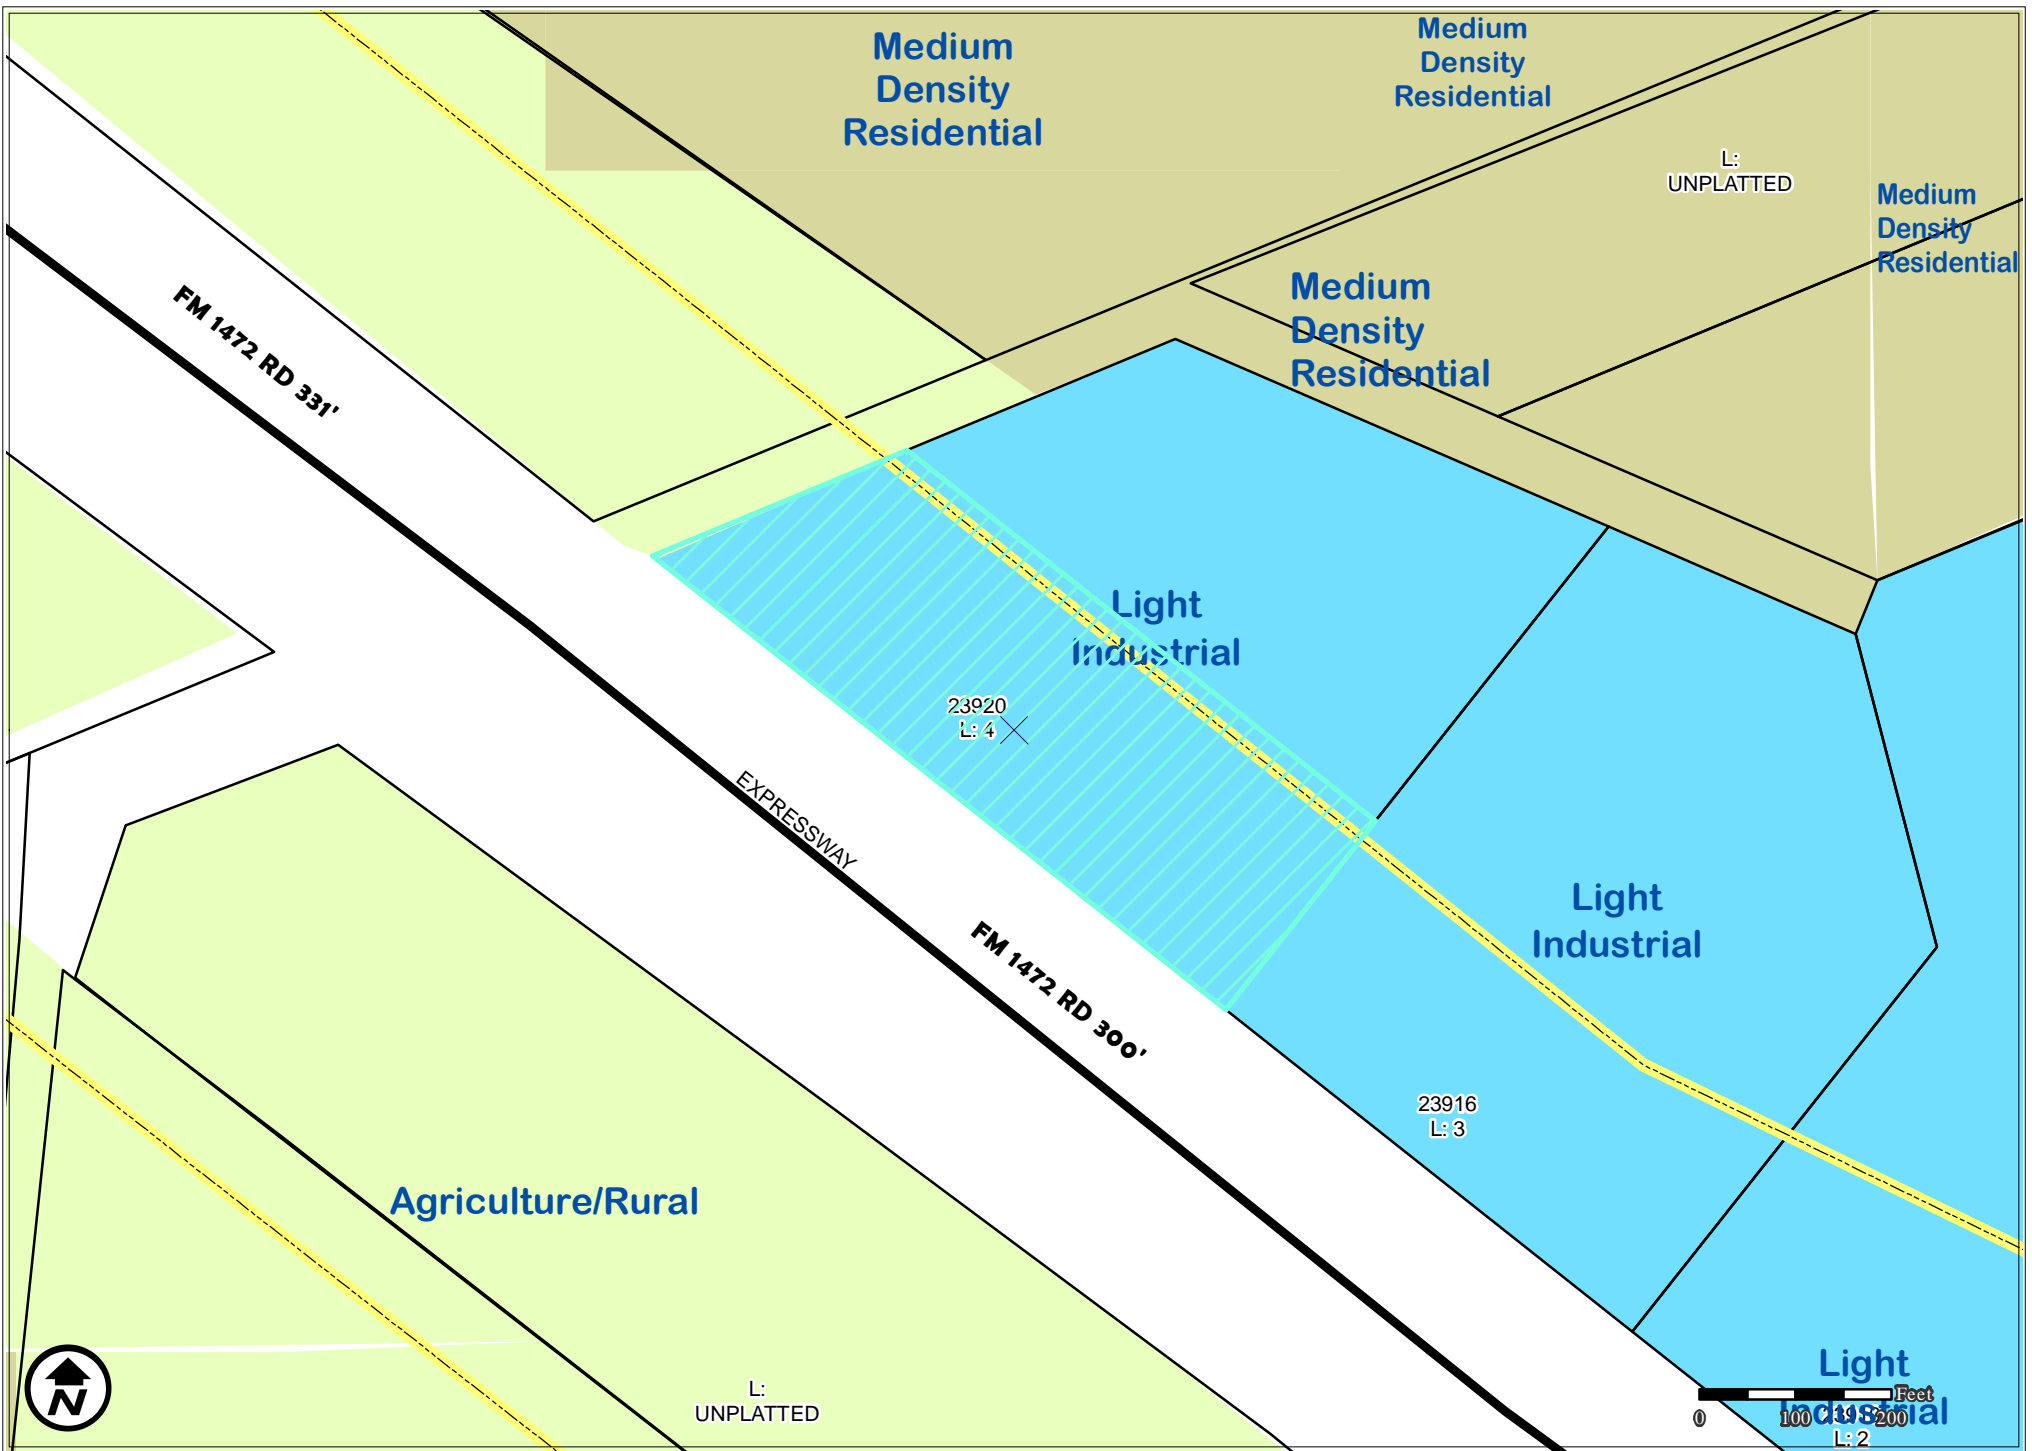 Medium
Density
Residential
Medium
Density
Residential
L:
UNPLATTED
Medium
Density
Residential
Medium
Density
Residential
FM 1472 RD 331'
Light
Industrial
23920
L: 4
EXPRESSWAY
Light
Industrial
FM 1472 RD 300'
23916
L: 3
Agriculture/Rural
L:
UNPLATTED
N
Light
Industrial
Feet
0 100 200
L: 2